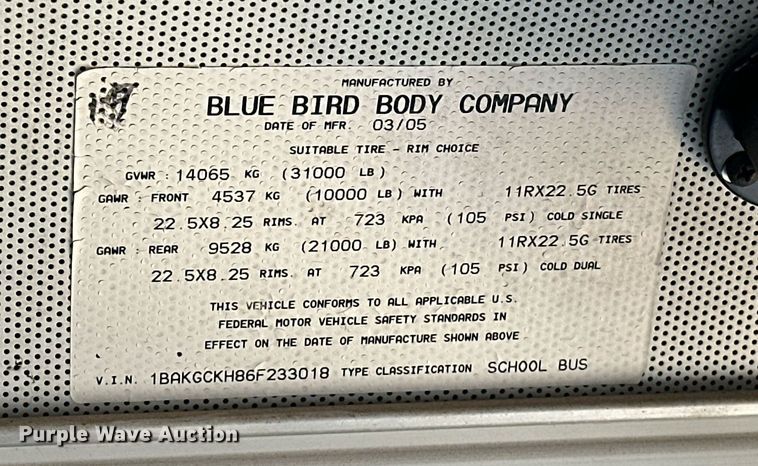 MANUFACTURED BY
BLUE BIRD BODY COMPANY
DATE OF MFR. 03/05
SUITABLE TIRE - RIM CHOICE
GVWR : 14065 KG (31000 LB)
GAWR : FRONT 4537 KG (10000 LB) WITH 11RX22.5G TIRES
22.5X8.25 RIMS. AT 723 KPA (105 PSI) COLD SINGLE
GAWR : REAR 9528 KG (21000 LB) WITH. 11RX22.5G TIRES
22.5X8.25 RIMS. AT 723 KPA (105 PSI) COLD DUAL
THIS VEHICLE CONFORMS TO ALL APPLICABLE U.S.
FEDERAL MOTOR VEHICLE SAFETY STANDARDS IN
EFFECT ON THE DATE OF MANUFACTURE SHOWN ABOVE
V.I.N. 1BAKGCKH86F233018 TYPE CLASSIFICATION SCHOOL BUS
Purple Wave Auction